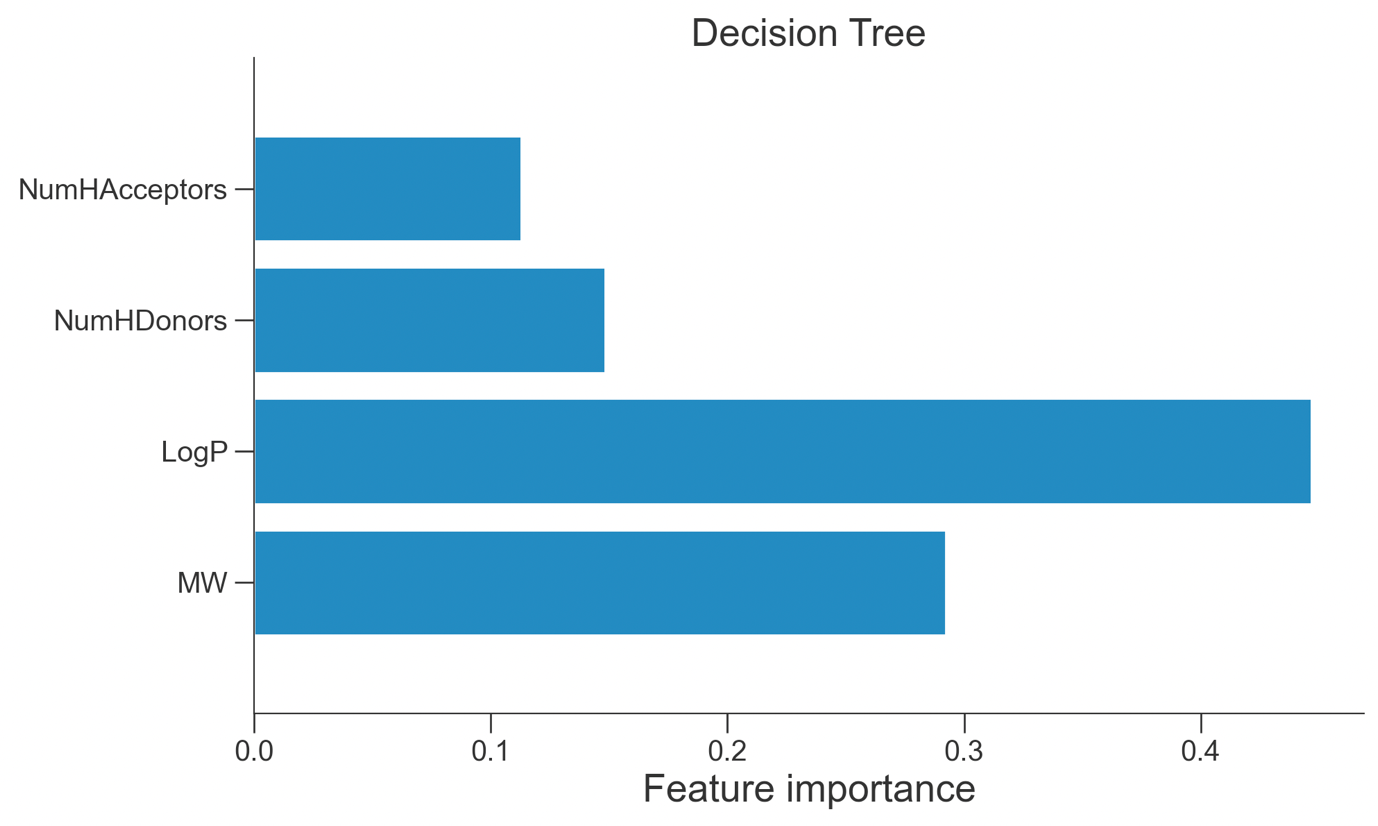 Decision Tree
NumHAcceptors
NumHDonors
LogP
MW
0.0 0.1 0.2 0.3 0.4
Feature importance